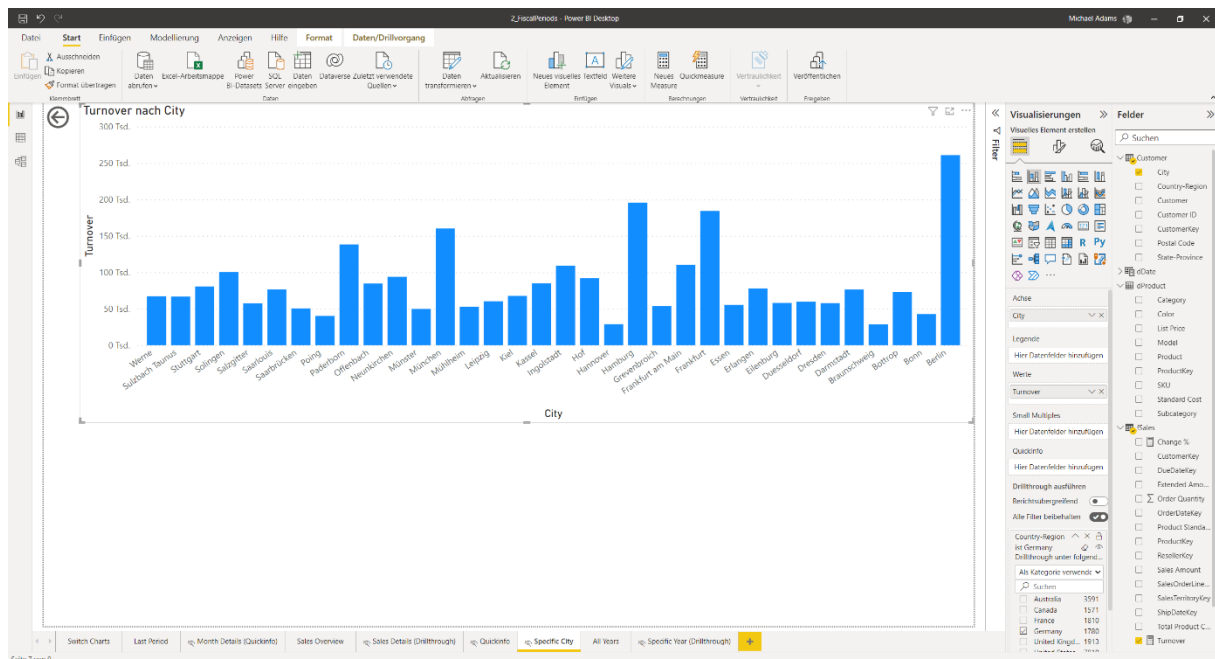 2_FiscalPeriods - Power BI Desktop
Michael Adams
Datei Start Einfügen Modellierung Anzeigen Hilfe Format Daten/Drillvorgang
Einfügen
Ausschneiden
Kopieren
Format übertragen
Klemmbrett
Daten abrufen
Excel-Arbeitsmappe
Power BI-Datasets
SQL Server
Daten eingeben
Dataverse
Zuletzt verwendete Quellen
Daten
Daten transformieren
Aktualisieren
Abfragen
Neues visuelles Element
Textfeld
Weitere Visuals
Einfügen
Neues Measure
Quickmeasure
Berechnungen
Vertraulichkeit
Vertraulichkeit
Veröffentlichen
Freigeben
Turnover nach City
300 Tsd.
250 Tsd.
200 Tsd.
150 Tsd.
100 Tsd.
50 Tsd.
0 Tsd.
Turnover
Werne
Sulzbach Taunus
Stuttgart
Solingen
Salzgitter
Saarlouis
Saarbrücken
Poing
Paderborn
Offenbach
Neunkirchen
Münster
München
Mühlheim
Leipzig
Kiel
Kassel
Ingolstadt
Hof
Hannover
Hamburg
Grevenbroich
Frankfurt am Main
Frankfurt
Essen
Erlangen
Eilenburg
Duesseldorf
Dresden
Darmstadt
Braunschweig
Bottrop
Bonn
Berlin
City
Filter
Visualisierungen
Visuelles Element erstellen
R Py
Achse
City
Legende
Hier Datenfelder hinzufügen
Werte
Turnover
Small Multiples
Hier Datenfelder hinzufügen
QuickInfo
Hier Datenfelder hinzufügen
Drillthrough ausführen
Berichtsübergreifend
Alle Filter beibehalten
Country-Region
ist Germany
Drillthrough unter folgend...
Als Kategorie verwendet
Suchen
Australia 3591
Canada 1571
France 1810
Germany 1780
United Kingd... 1913
Felder
Suchen
Customer
City
Country-Region
Customer
Customer ID
CustomerKey
Postal Code
State-Province
dDate
dProduct
Category
Color
List Price
Model
Product
ProductKey
SKU
Standard Cost
Subcategory
fSales
Change %
CustomerKey
DueDateKey
Extended Amo...
Order Quantity
OrderDateKey
Product Standa...
ProductKey
ResellerKey
Sales Amount
SalesOrderLine...
SalesTerritoryKey
ShipDateKey
Total Product C...
Turnover
Switch Charts
Last Period
Month Details (Quickinfo)
Sales Overview
Sales Details (Drillthrough)
Quickinfo
Specific City
All Years
Specific Year (Drillthrough)